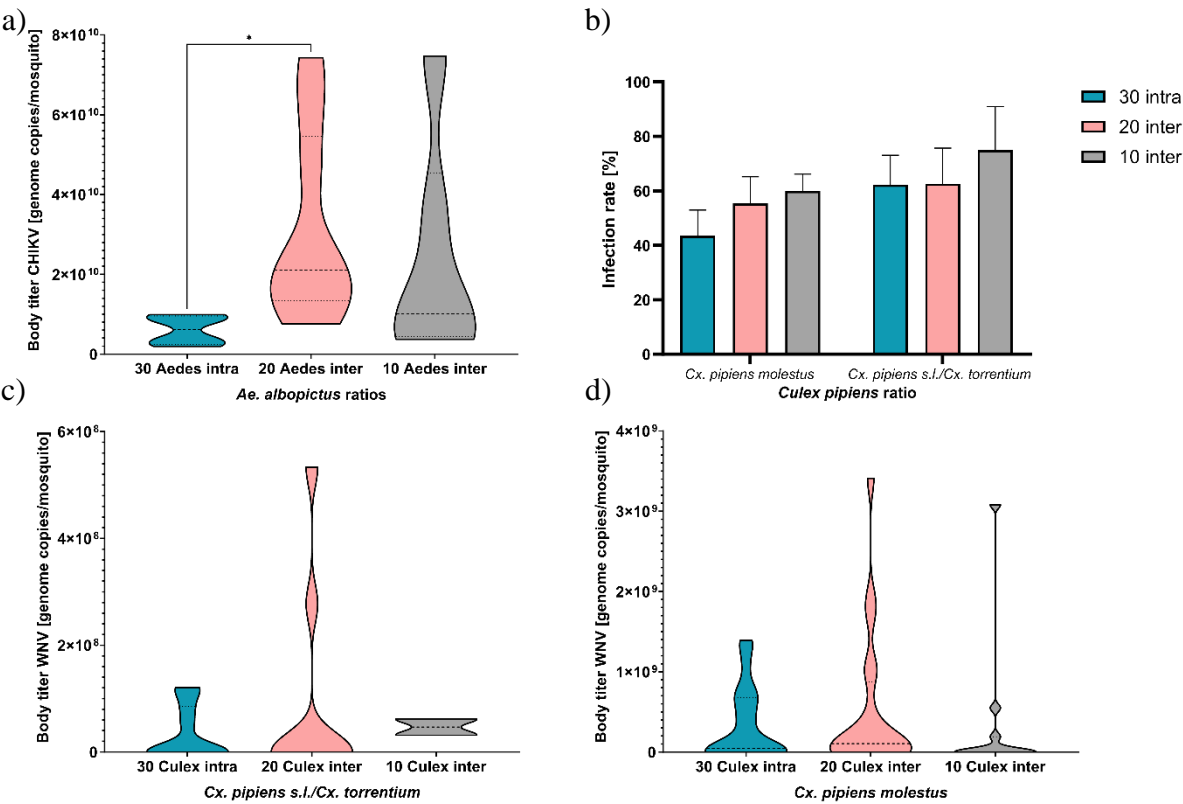 a)
Body titer CHIKV [genome copies/mosquito]
8×10¹⁰
6×10¹⁰
4×10¹⁰
2×10¹⁰
0
*
30 Aedes intra 20 Aedes inter 10 Aedes inter
Ae. albopictus ratios
b)
Infection rate [%]
100
80
60
40
20
0
Cx. pipiens molestus Cx. pipiens s.l./Cx. torrentium
Culex pipiens ratio
30 intra
20 inter
10 inter
c)
Body titer WNV [genome copies/mosquito]
6×10⁸
4×10⁸
2×10⁸
0
30 Culex intra 20 Culex inter 10 Culex inter
Cx. pipiens s.l./Cx. torrentium
d)
Body titer WNV [genome copies/mosquito]
4×10⁹
3×10⁹
2×10⁹
1×10⁹
0
30 Culex intra 20 Culex inter 10 Culex inter
Cx. pipiens molestus